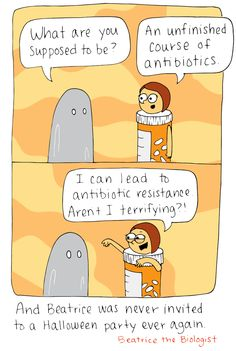 What are you
supposed to be?
An unfinished
course of
antibiotics.
I can lead to
antibiotic resistance.
Arent I terrifying?!
And Beatrice was never invited
to a Halloween party ever again.
Beatrice the Biologist